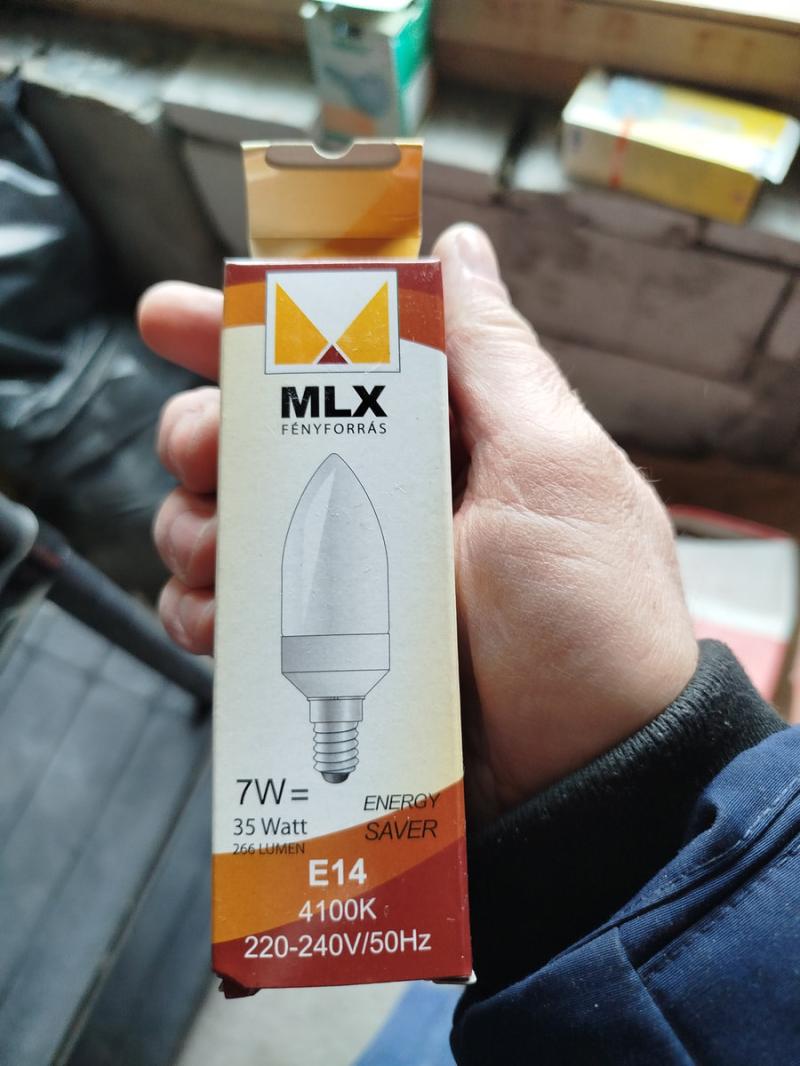 MLX
FÉNYFORRÁS
7W=
35 Watt
266 LUMEN
ENERGY
SAVER
E14
4100K
220-240V/50Hz